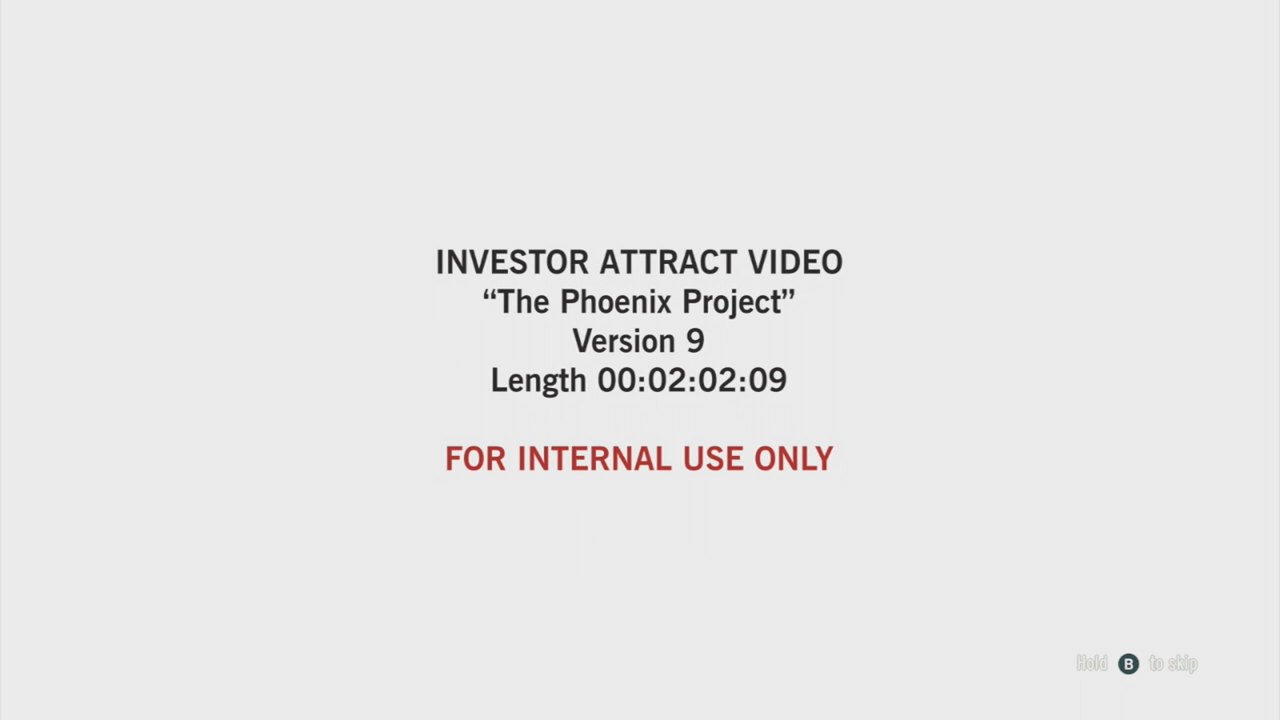 INVESTOR ATTRACT VIDEO
“The Phoenix Project”
Version 9
Length 00:02:02:09
FOR INTERNAL USE ONLY
Hold B to skip